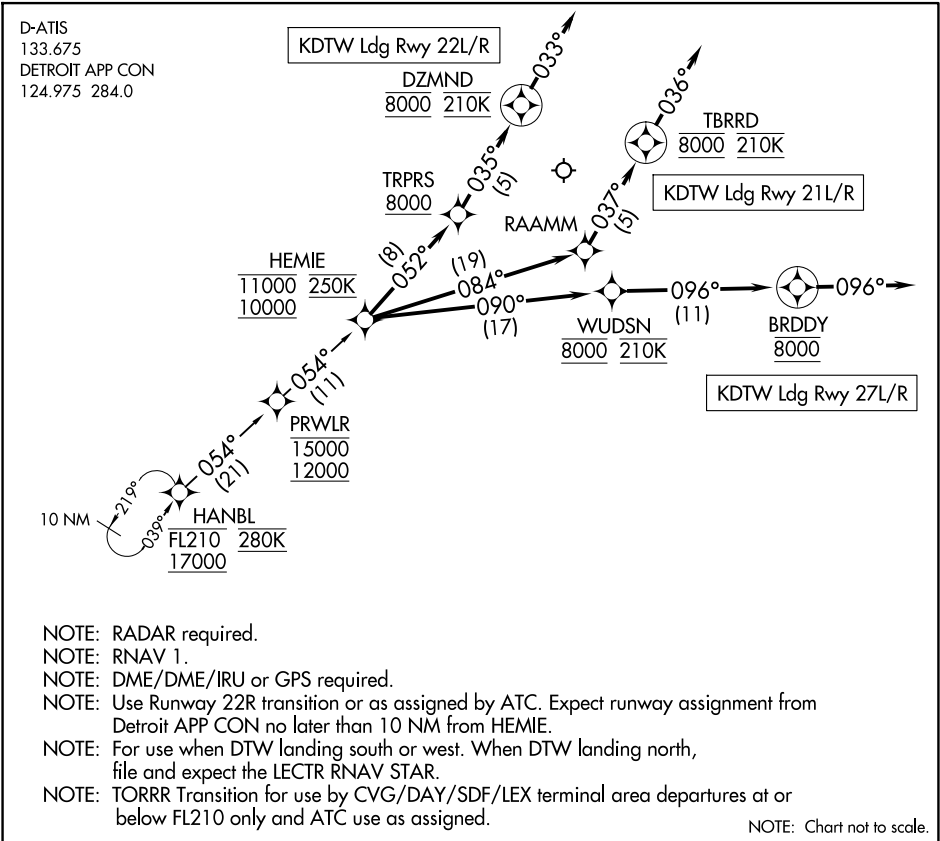 D-ATIS
133.675
DETROIT APP CON
124.975 284.0
KDTW Ldg Rwy 22L/R
DZMND
8000 210K
033°
036°
TBRRD
8000 210K
KDTW Ldg Rwy 21L/R
035°
(5)
TRPRS
8000
RAAMM
037°
(5)
HEMIE
11000 250K
10000
(8)
052°
(19)
084°
090°
(17)
WUDSN
8000 210K
096°
(11)
BRDDY
8000
096°
KDTW Ldg Rwy 27L/R
054°
(11)
PRWLR
15000
12000
054°
(21)
219°
039°
10 NM
HANBL
FL210 280K
17000
NOTE: RADAR required.
NOTE: RNAV 1.
NOTE: DME/DME/IRU or GPS required.
NOTE: Use Runway 22R transition or as assigned by ATC. Expect runway assignment from
Detroit APP CON no later than 10 NM from HEMIE.
NOTE: For use when DTW landing south or west. When DTW landing north,
file and expect the LECTR RNAV STAR.
NOTE: TORRR Transition for use by CVG/DAY/SDF/LEX terminal area departures at or
below FL210 only and ATC use as assigned.
NOTE: Chart not to scale.